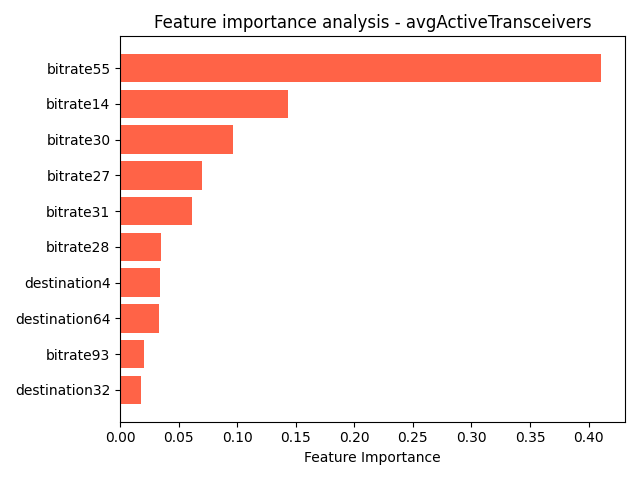 Feature importance analysis - avgActiveTransceivers
bitrate55
bitrate14
bitrate30
bitrate27
bitrate31
bitrate28
destination4
destination64
bitrate93
destination32
0.00 0.05 0.10 0.15 0.20 0.25 0.30 0.35 0.40
Feature Importance